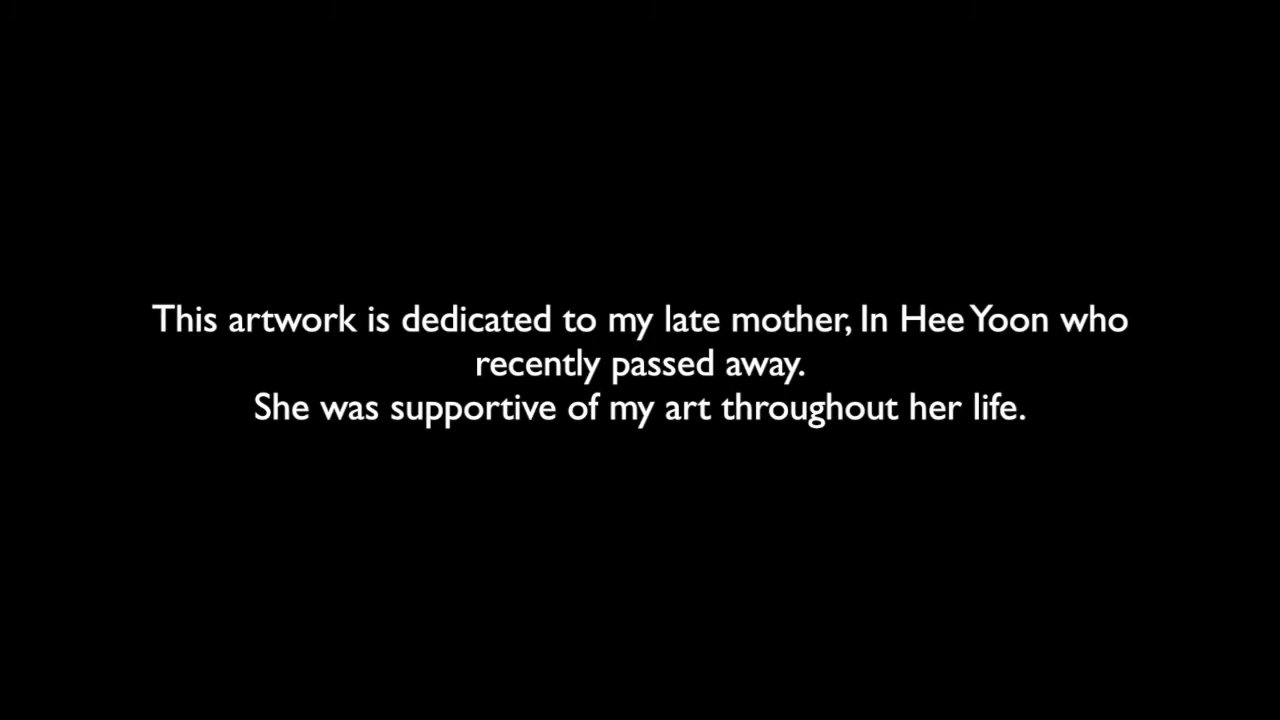 This artwork is dedicated to my late mother, In Hee Yoon who
recently passed away.
She was supportive of my art throughout her life.